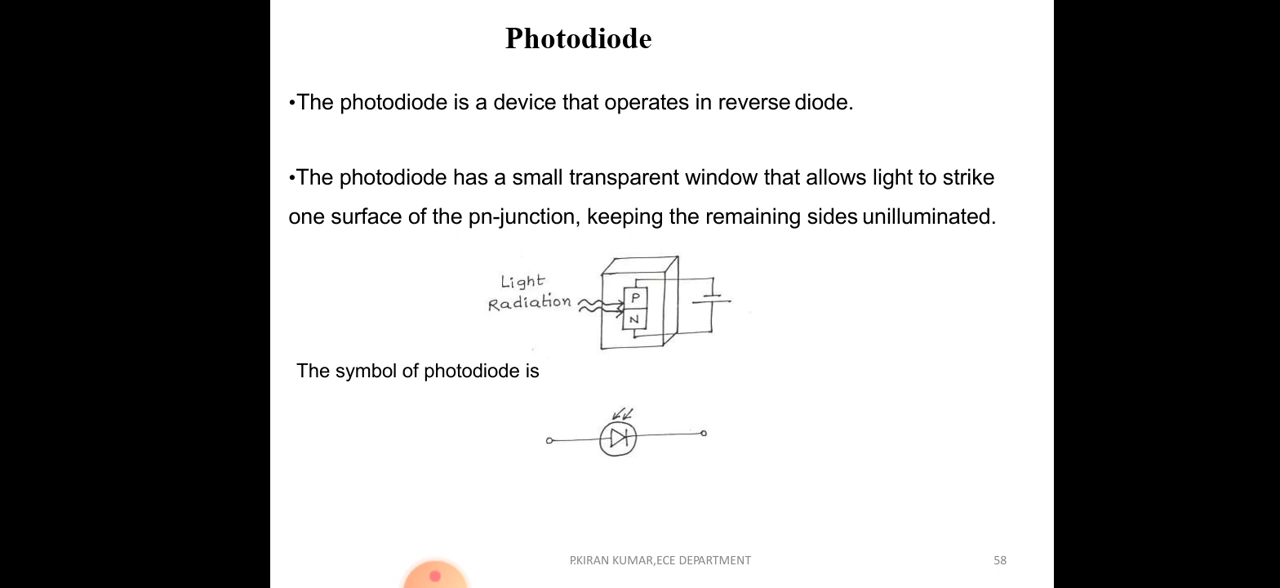 Photodiode
•The photodiode is a device that operates in reverse diode.
•The photodiode has a small transparent window that allows light to strike
one surface of the pn-junction, keeping the remaining sides unilluminated.
Light
Radiation
P
N
The symbol of photodiode is
P.KIRAN KUMAR,ECE DEPARTMENT
58